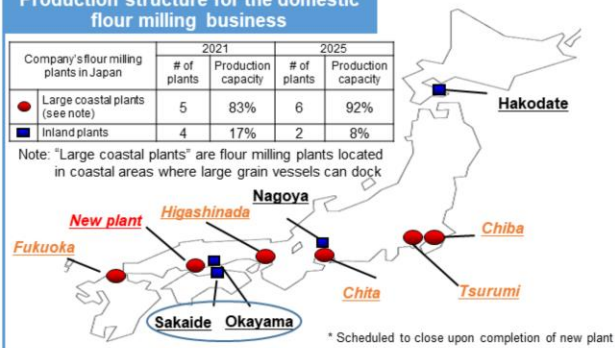 Production structure for the domestic
flour milling business
Company's flour milling
plants in Japan
2021
2025
# of
plants
Production
capacity
# of
plants
Production
capacity
Large coastal plants
(see note)
5
83%
6
92%
Inland plants
4
17%
2
8%
Note: "Large coastal plants" are flour milling plants located
in coastal areas where large grain vessels can dock
Hakodate
Nagoya
Higashinada
New plant
Chiba
Fukuoka
Chita
Tsurumi
Sakaide Okayama
* Scheduled to close upon completion of new plant